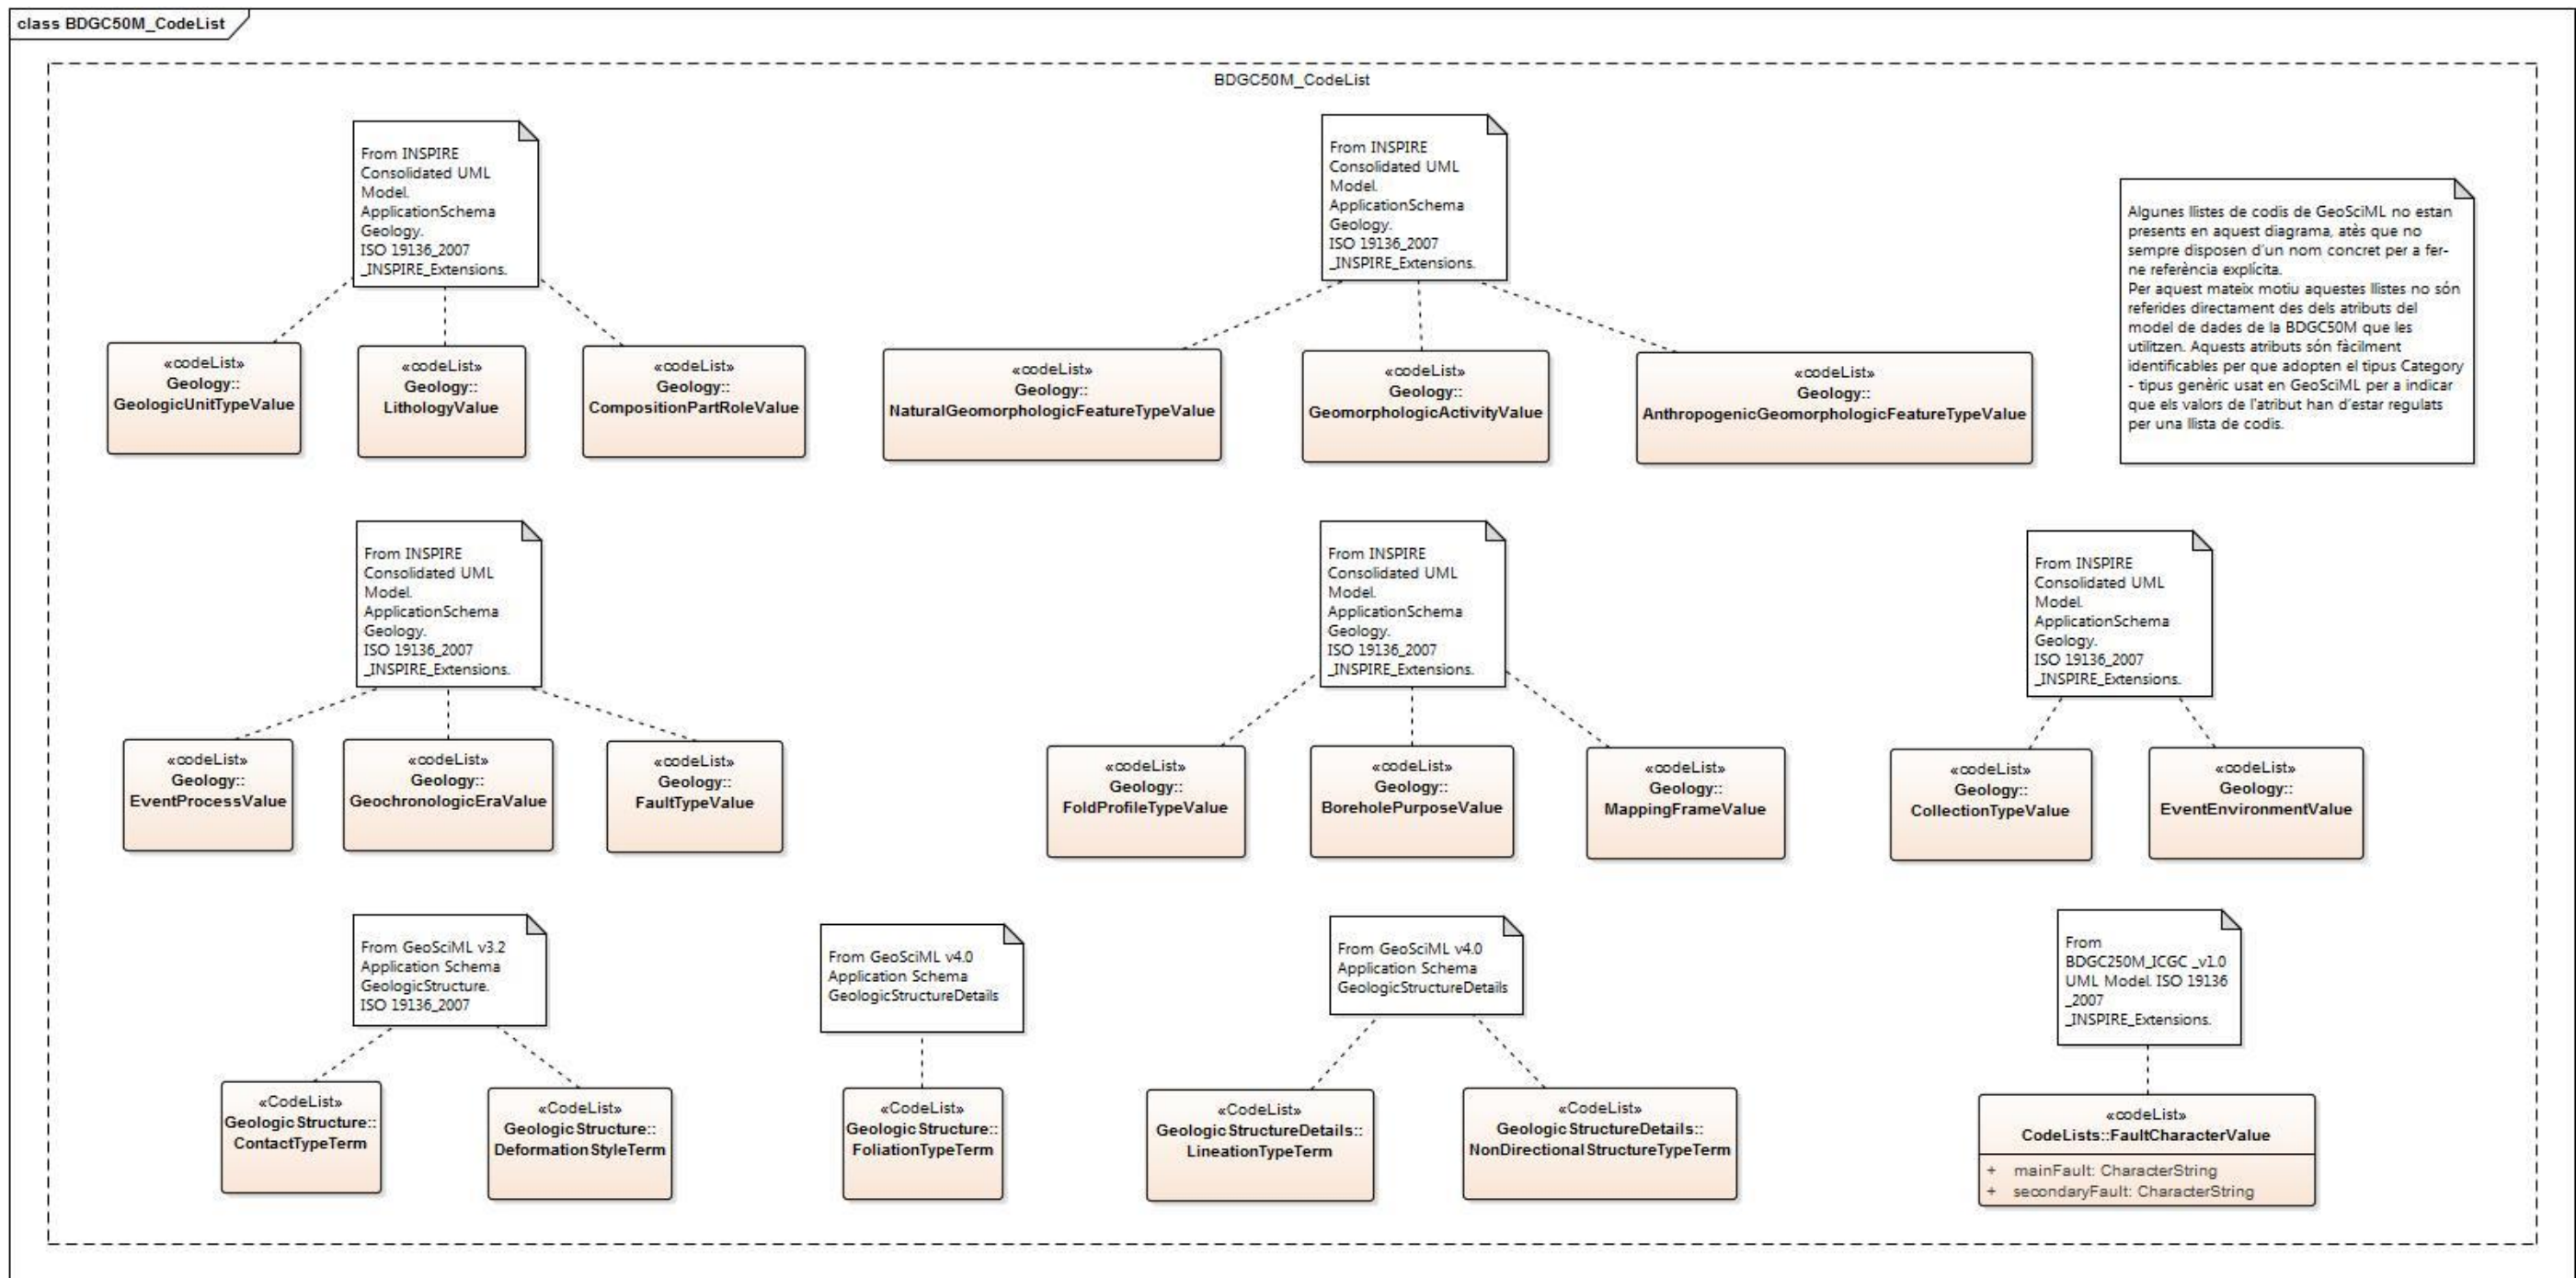 class BDGC50M_CodeList
BDGC50M_CodeList
From INSPIRE
Consolidated UML
Model.
ApplicationSchema
Geology.
ISO 19136_2007
_INSPIRE_Extensions.
«codeList»
Geology::
GeologicUnitTypeValue
«codeList»
Geology::
LithologyValue
«codeList»
Geology::
CompositionPartRoleValue
From INSPIRE
Consolidated UML
Model.
ApplicationSchema
Geology.
ISO 19136_2007
_INSPIRE_Extensions.
«codeList»
Geology::
NaturalGeomorphologicFeatureTypeValue
«codeList»
Geology::
GeomorphologicActivityValue
«codeList»
Geology::
AnthropogenicGeomorphologicFeatureTypeValue
Algunes llistes de codis de GeoSciML no estan
presents en aquest diagrama, atès que no
sempre disposen d'un nom concret per a fer-
ne referència explícita.
Per aquest mateix motiu aquestes llistes no són
referides directament des dels atributs del
model de dades de la BDGC50M que les
utilitzen. Aquests atributs són fàcilment
identificables per que adopten el tipus Category
- tipus genèric usat en GeoSciML per a indicar
que els valors de l'atribut han d'estar regulats
per una llista de codis.
From INSPIRE
Consolidated UML
Model.
ApplicationSchema
Geology.
ISO 19136_2007
_INSPIRE_Extensions.
«codeList»
Geology::
EventProcessValue
«codeList»
Geology::
GeochronologicEraValue
«codeList»
Geology::
FaultTypeValue
From INSPIRE
Consolidated UML
Model.
ApplicationSchema
Geology.
ISO 19136_2007
_INSPIRE_Extensions.
«codeList»
Geology::
FoldProfileTypeValue
«codeList»
Geology::
BoreholePurposeValue
«codeList»
Geology::
MappingFrameValue
From INSPIRE
Consolidated UML
Model.
ApplicationSchema
Geology.
ISO 19136_2007
_INSPIRE_Extensions.
«codeList»
Geology::
CollectionTypeValue
«codeList»
Geology::
EventEnvironmentValue
From GeoSciML v3.2
Application Schema
GeologicStructure.
ISO 19136_2007
«CodeList»
GeologicStructure::
ContactTypeTerm
«CodeList»
GeologicStructure::
DeformationStyleTerm
From GeoSciML v4.0
Application Schema
GeologicStructureDetails
«CodeList»
GeologicStructure::
FoliationTypeTerm
From GeoSciML v4.0
Application Schema
GeologicStructureDetails
«CodeList»
GeologicStructureDetails::
LineationTypeTerm
«CodeList»
GeologicStructureDetails::
NonDirectionalStructureTypeTerm
From
BDGC250M_ICGC _v1.0
UML Model. ISO 19136
_2007
_INSPIRE_Extensions.
«codeList»
CodeLists::FaultCharacterValue
+ mainFault: CharacterString
+ secondaryFault: CharacterString